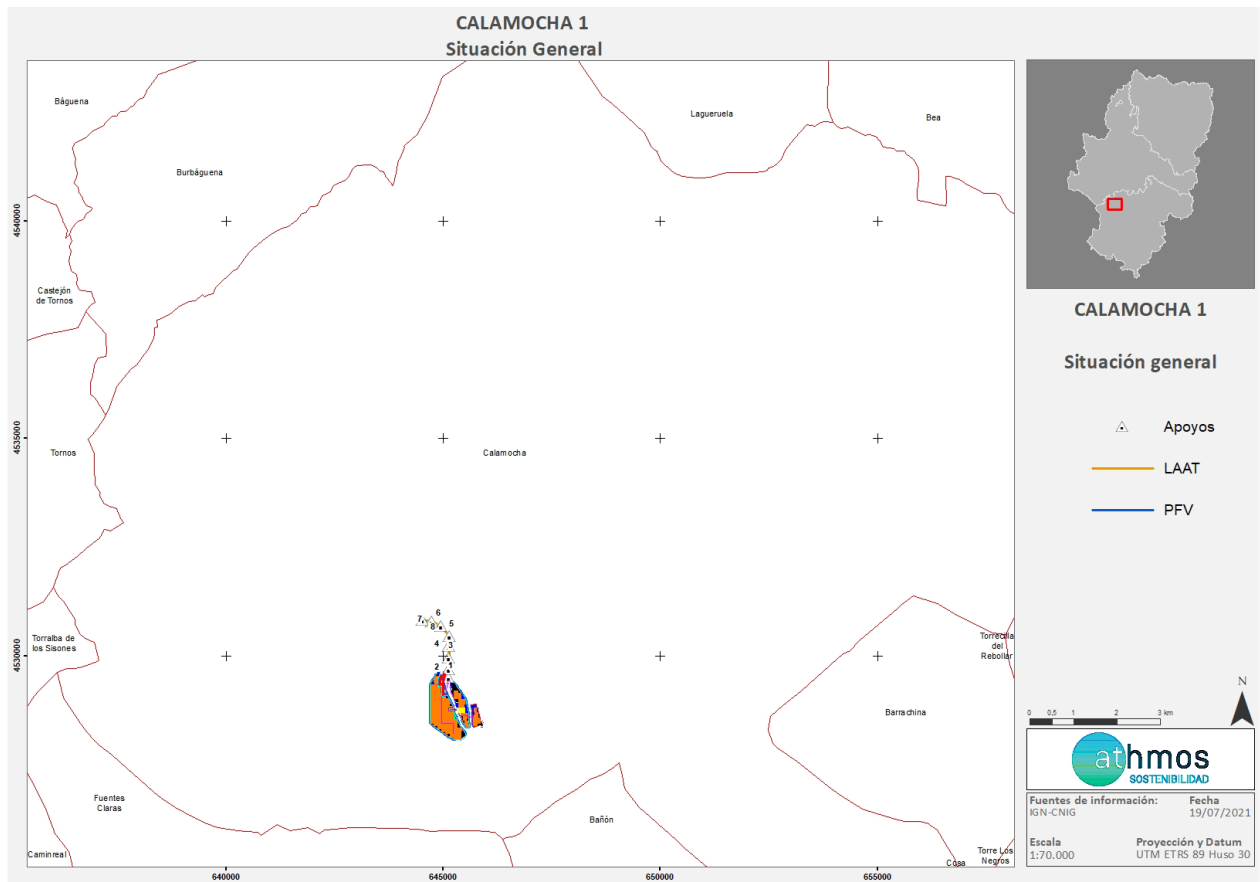 CALAMOCHA 1
Situación General
Báguena
Burbáguena
Lagueruela
Bea
4540000
Castejón
de Tornos
4535000
Tornos
Calamocha
Torralba de
los Sisones
4530000
7
6
8
5
4
3
2
1
Torrecilla
del
Rebollar
Barrachina
Fuentes
Claras
Bañón
Caminreal
Cosa
Torre Los
Negros
640000
645000
650000
655000
CALAMOCHA 1
Situación general
Apoyos
LAAT
PFV
N
0 0,5 1 2 3 km
athmos
SOSTENIBILIDAD
Fuentes de información:
IGN-CNIG
Fecha
19/07/2021
Escala
1:70.000
Proyección y Datum
UTM ETRS 89 Huso 30